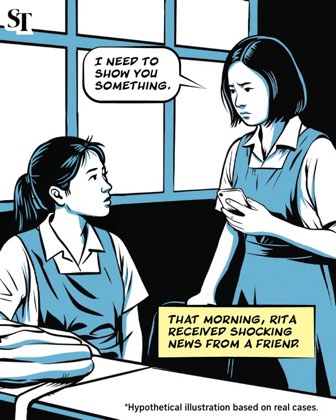 ST
I NEED TO
SHOW YOU
SOMETHING.
THAT MORNING, RITA
RECEIVED SHOCKING
NEWS FROM A FRIEND.
*Hypothetical illustration based on real cases.